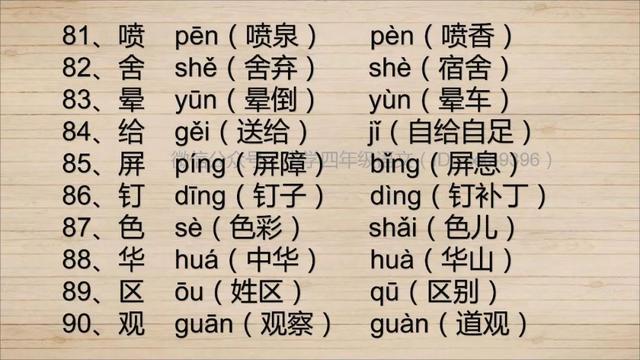 81、喷 pēn（喷泉） pèn（喷香）
82、舍 shě（舍弃） shè（宿舍）
83、晕 yūn（晕倒） yùn（晕车）
84、给 gěi（送给） jǐ（自给自足）
85、屏 píng（屏障） bǐng（屏息）
86、钉 dīng（钉子） dìng（钉补丁）
87、色 sè（色彩） shǎi（色儿）
88、华 huá（中华） huà（华山）
89、区 ōu（姓区） qū（区别）
90、观 guān（观察） guàn（道观）